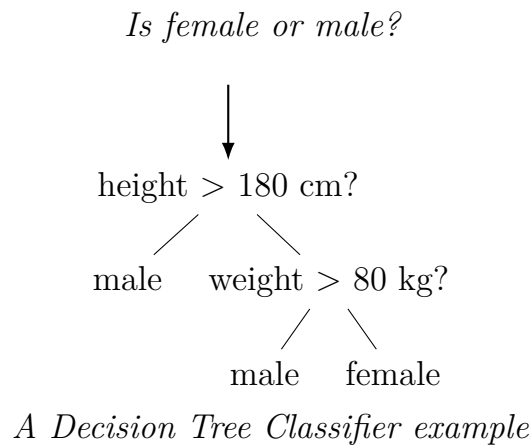 Is female or male?
height > 180 cm?
male weight > 80 kg?
male female
A Decision Tree Classifier example